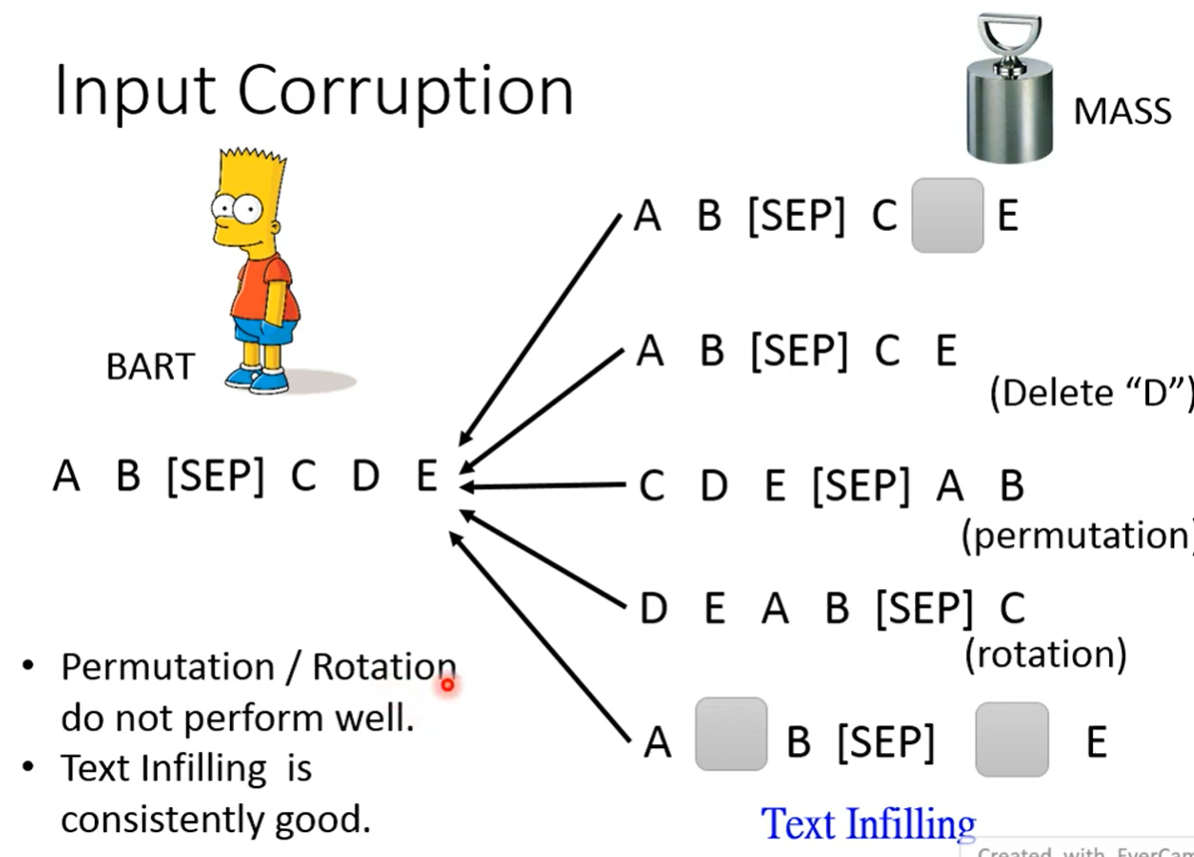 Input Corruption
MASS
BART
A B [SEP] C E
A B [SEP] C E
(Delete “D”)
A B [SEP] C D E
C D E [SEP] A B
(permutation)
D E A B [SEP] C
(rotation)
A B [SEP] E
Text Infilling
• Permutation / Rotation
do not perform well.
• Text Infilling is
consistently good.
Created with EverCam